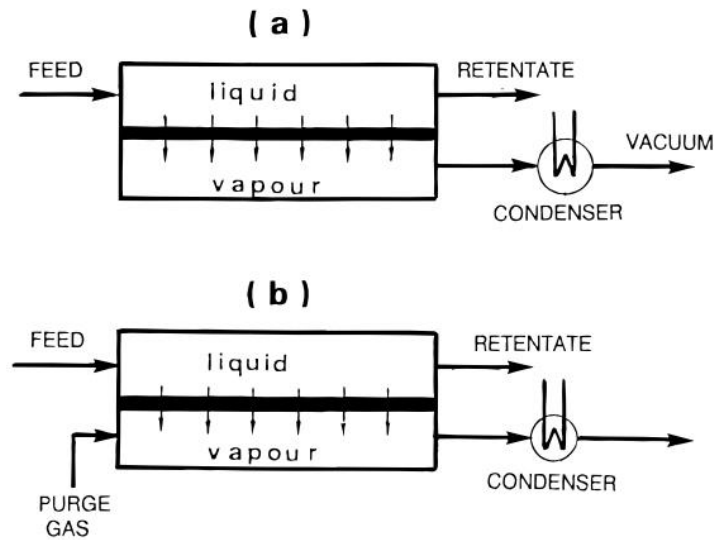 (a)
FEED
liquid
RETENTATE
VACUUM
vapour
CONDENSER
(b)
FEED
liquid
RETENTATE
vapour
CONDENSER
PURGE
GAS